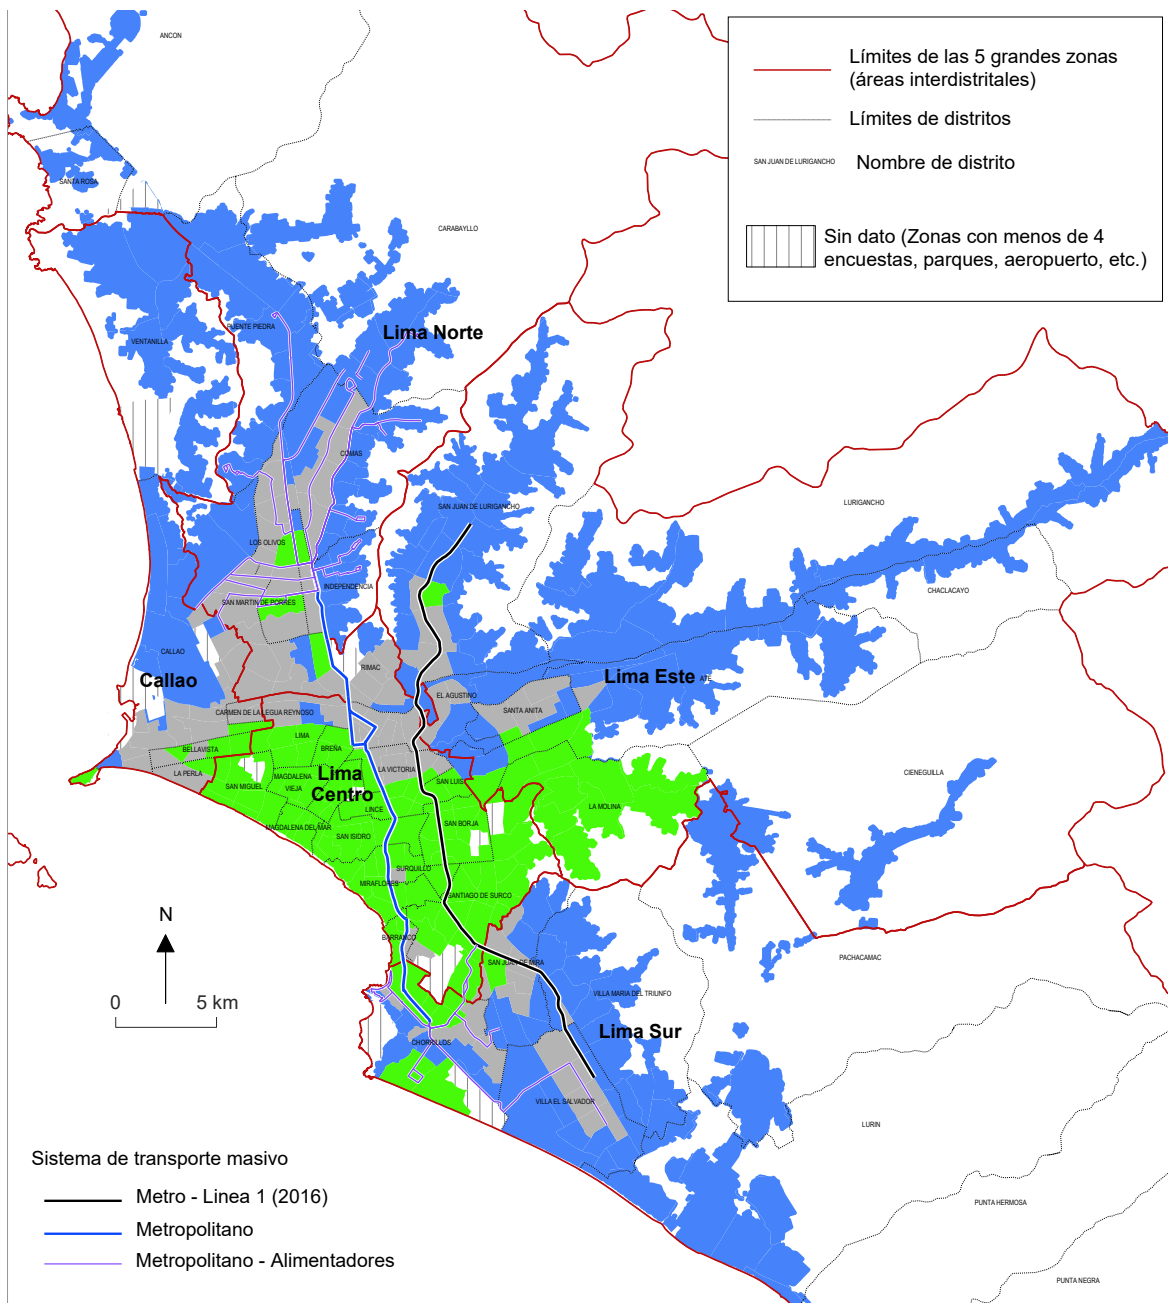 ANCON
Límites de las 5 grandes zonas
(áreas interdistritales)
Límites de distritos
SAN JUAN DE LURIGANCHO
Nombre de distrito
SANTA ROSA
CARABAYLLO
Sin dato (Zonas con menos de 4
encuestas, parques, aeropuerto, etc.)
PUENTE PIEDRA
Lima Norte
VENTANILLA
COMAS
LURIGANCHO
SAN JUAN DE LURIGANCHO
LOS OLIVOS
INDEPENDENCIA
CHACLACAYO
SAN MARTIN DE PORRES
CALLAO
Callao
RIMAC
Lima Este
ATE
EL AGUSTINO
SANTA ANITA
CARMEN DE LA LEGUA REYNOSO
LIMA
BREÑA
BELLAVISTA
LA PERLA
LA VICTORIA
SAN LUIS
CIENEGUILLA
Lima
Centro
MAGDALENA
VIEJA
SAN MIGUEL
LINCE
LA MOLINA
MAGDALENA DEL MAR
SAN ISIDRO
SAN BORJA
SURQUILLO
MIRAFLORES
SANTIAGO DE SURCO
N
BARRANCO
SAN JUAN DE MIRA
PACHACAMAC
VILLA MARIA DEL TRIUNFO
0
5 km
Lima Sur
CHORRILLOS
VILLA EL SALVADOR
LURIN
Sistema de transporte masivo
Metro - Linea 1 (2016)
PUNTA HERMOSA
Metropolitano
Metropolitano - Alimentadores
PUNTA NEGRA